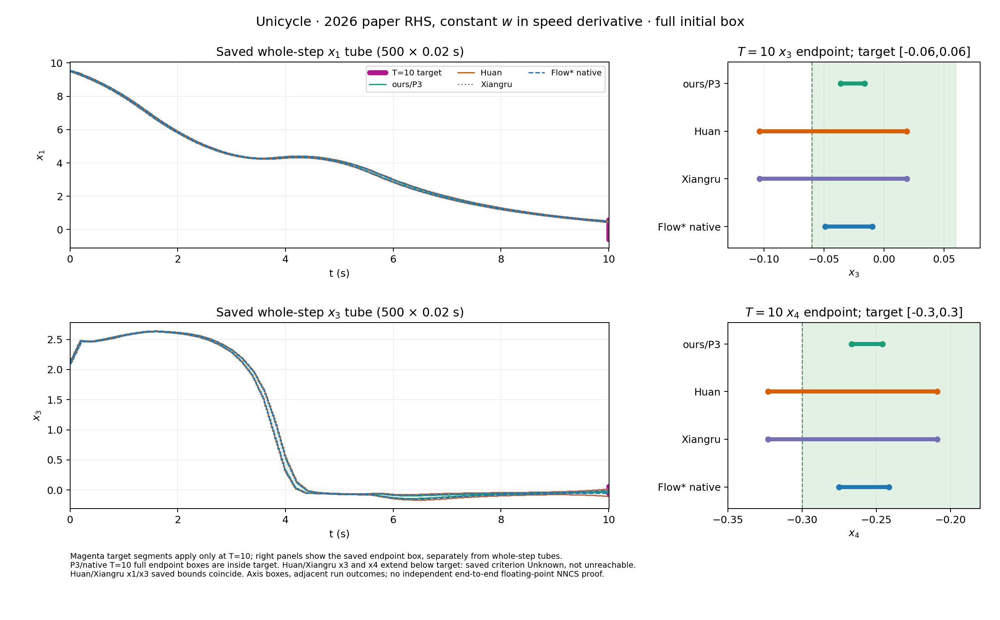 Unicycle · 2026 paper RHS, constant w in speed derivative · full initial box
Saved whole-step x₁ tube (500 × 0.02 s)
10
8
6
4
2
0
x₁
0
2
4
6
8
10
t (s)
T=10 target
ours/P3
Huan
Xiangru
Flow* native
T = 10 x₃ endpoint; target [-0.06,0.06]
ours/P3
Huan
Xiangru
Flow* native
−0.10
−0.05
0.00
0.05
x₃
Saved whole-step x₃ tube (500 × 0.02 s)
2.5
2.0
1.5
1.0
0.5
0.0
x₃
0
2
4
6
8
10
t (s)
T = 10 x₄ endpoint; target [-0.3,0.3]
ours/P3
Huan
Xiangru
Flow* native
−0.35
−0.30
−0.25
−0.20
x₄
Magenta target segments apply only at T=10; right panels show the saved endpoint box, separately from whole-step tubes.
P3/native T=10 full endpoint boxes are inside target. Huan/Xiangru x3 and x4 extend below target: saved criterion Unknown, not unreachable.
Huan/Xiangru x1/x3 saved bounds coincide. Axis boxes, adjacent run outcomes; no independent end-to-end floating-point NNCS proof.